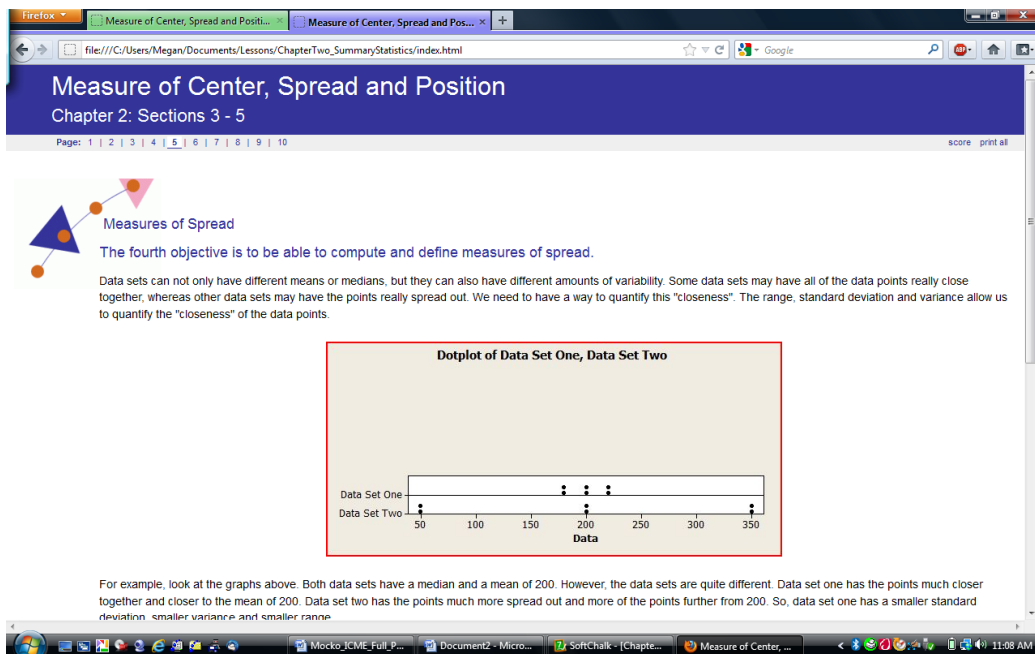 Firefox
Measure of Center, Spread and Positi...
Measure of Center, Spread and Pos...
file:///C:/Users/Megan/Documents/Lessons/ChapterTwo_SummaryStatistics/index.html
Google
ABP
Measure of Center, Spread and Position
Chapter 2: Sections 3 - 5
Page: 1 | 2 | 3 | 4 | 5 | 6 | 7 | 8 | 9 | 10
score print all
Measures of Spread
The fourth objective is to be able to compute and define measures of spread.
Data sets can not only have different means or medians, but they can also have different amounts of variability. Some data sets may have all of the data points really close
together, whereas other data sets may have the points really spread out. We need to have a way to quantify this "closeness". The range, standard deviation and variance allow us
to quantify the "closeness" of the data points.
Dotplot of Data Set One, Data Set Two
Data Set One
Data Set Two
50 100 150 200 250 300 350
Data
For example, look at the graphs above. Both data sets have a median and a mean of 200. However, the data sets are quite different. Data set one has the points much closer
together and closer to the mean of 200. Data set two has the points much more spread out and more of the points further from 200. So, data set one has a smaller standard
deviation, smaller variance and smaller range.
Mocko_ICME_Full_P...
Document2 - Micro...
SoftChalk - [Chapte...
Measure of Center, ...
11:08 AM